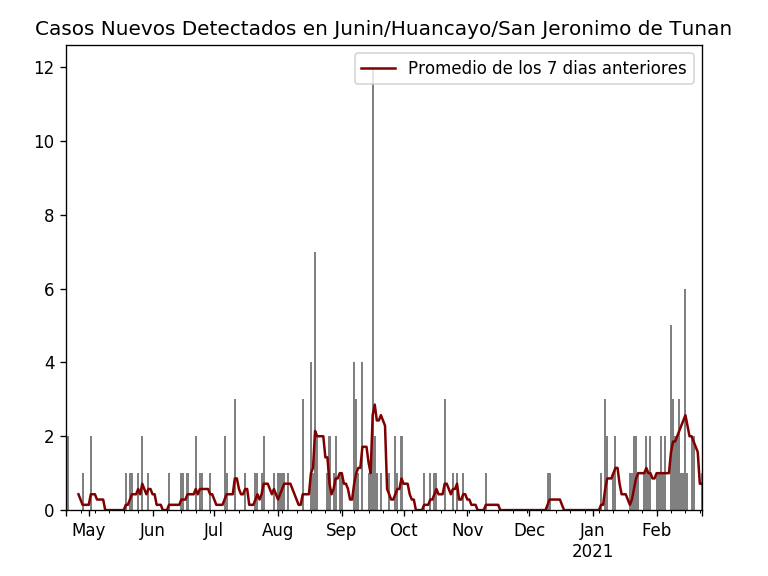 Casos Nuevos Detectados en Junin/Huancayo/San Jeronimo de Tunan
Promedio de los 7 dias anteriores
12
10
8
6
4
2
0
May Jun Jul Aug Sep Oct Nov Dec Jan Feb
2021